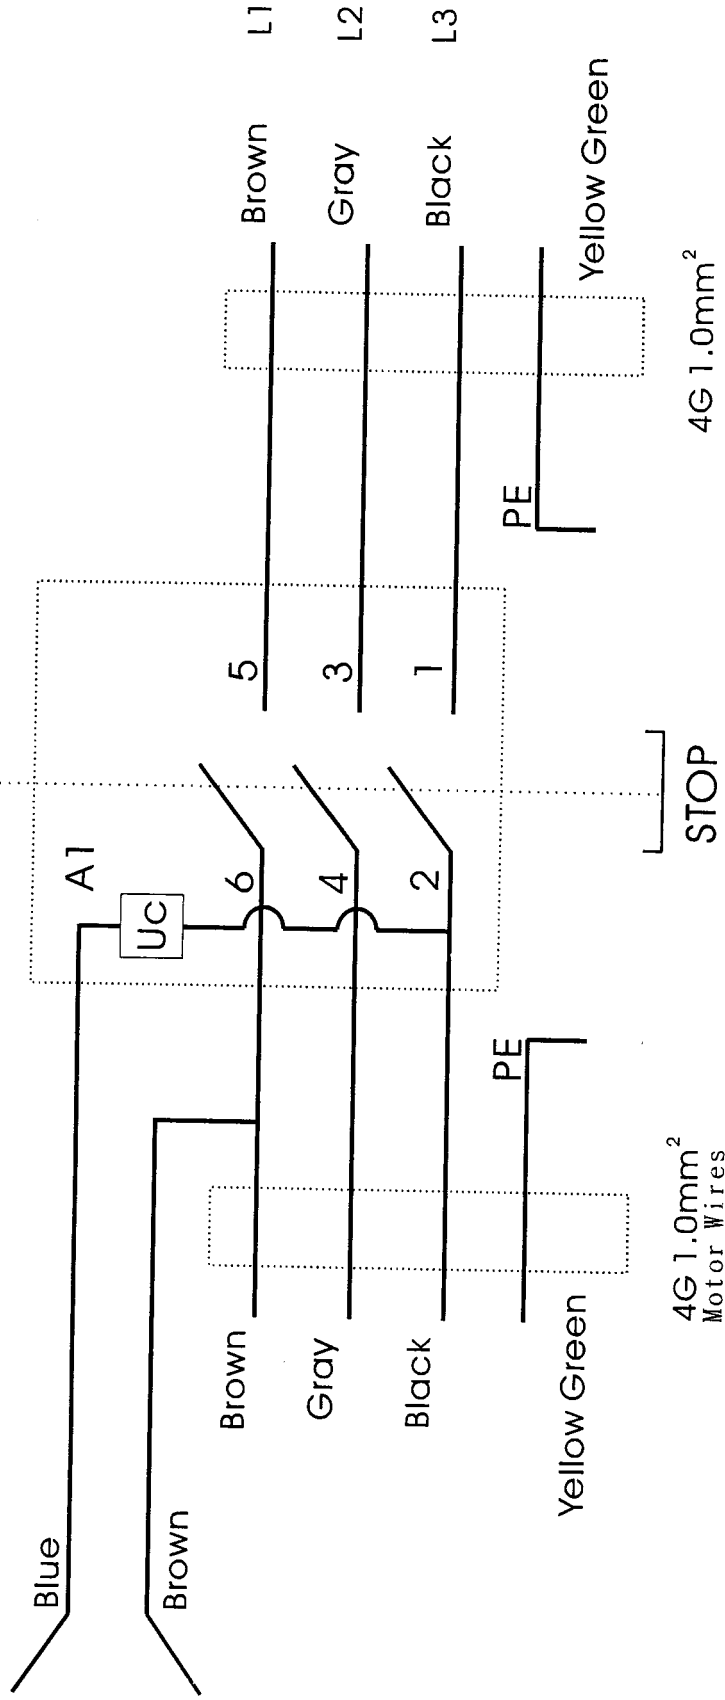 Blue
Brown
A1
UC
Brown
6
5
Brown
L1
Gray
4
3
Gray
L2
Black
2
1
Black
L3
PE
PE
Yellow Green
Yellow Green
4G 1.0mm²
Motor Wires
STOP
4G 1.0mm²